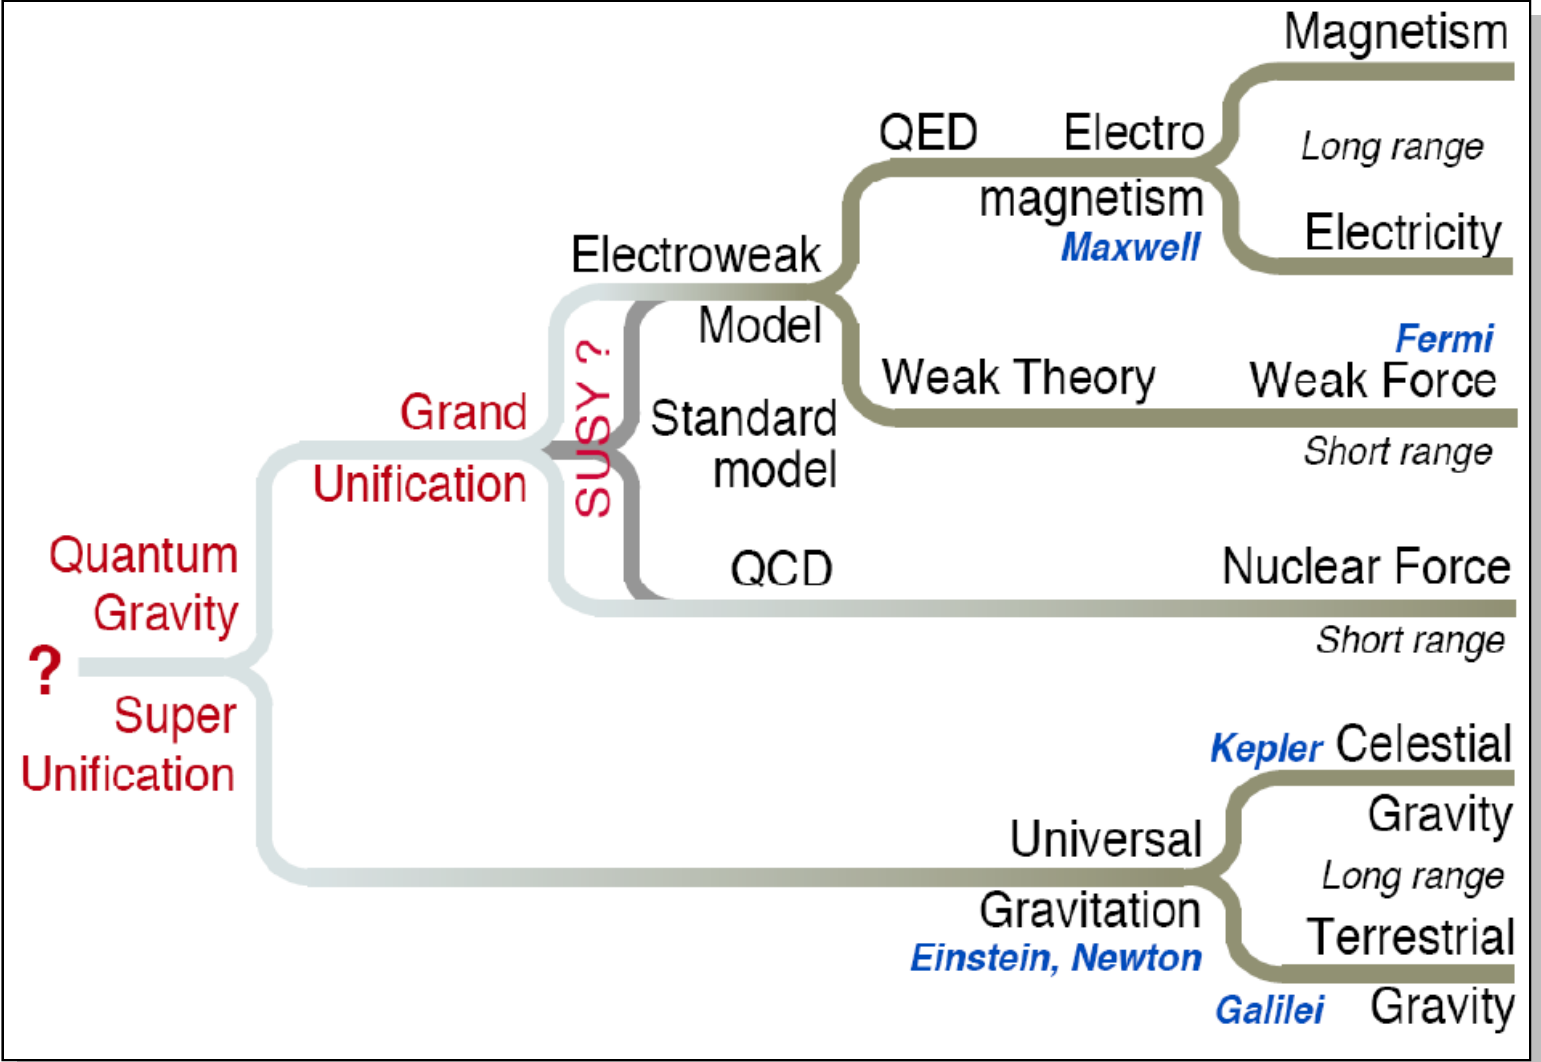 Magnetism
QED Electro
Long range
magnetism
Maxwell
Electricity
Electroweak
Model
Fermi
Weak Theory Weak Force
Short range
SUSY ?
Grand
Unification
Standard
model
QCD Nuclear Force
Short range
Quantum
Gravity
?
Super
Unification
Kepler Celestial
Gravity
Universal
Long range
Gravitation
Einstein, Newton
Terrestrial
Galilei Gravity